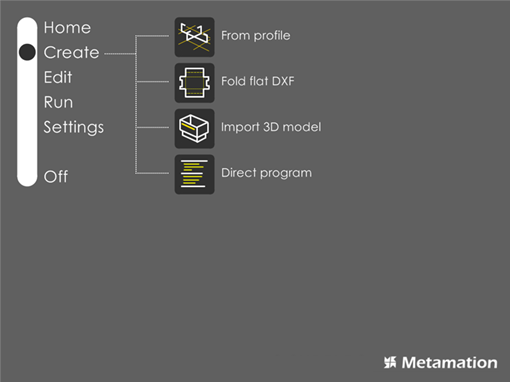 Home
Create
Edit
Run
Settings
Off
From profile
Fold flat DXF
Import 3D model
Direct program
Metamation